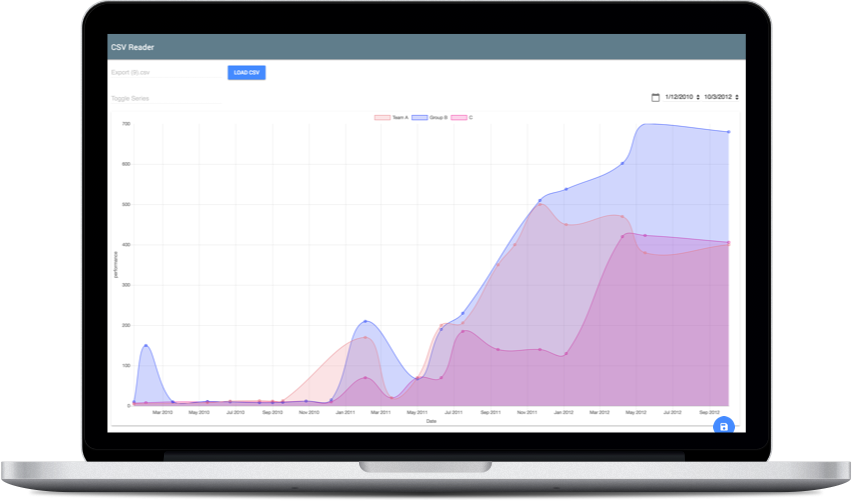 CSV Reader
Export (9).csv
LOAD CSV
Toggle Series
1/12/2010
10/3/2012
Team A
Group B
C
700
600
500
400
300
200
100
0
performance
Mar 2010
May 2010
Jul 2010
Sep 2010
Nov 2010
Jan 2011
Mar 2011
May 2011
Jul 2011
Sep 2011
Nov 2011
Jan 2012
Mar 2012
May 2012
Jul 2012
Sep 2012
Date